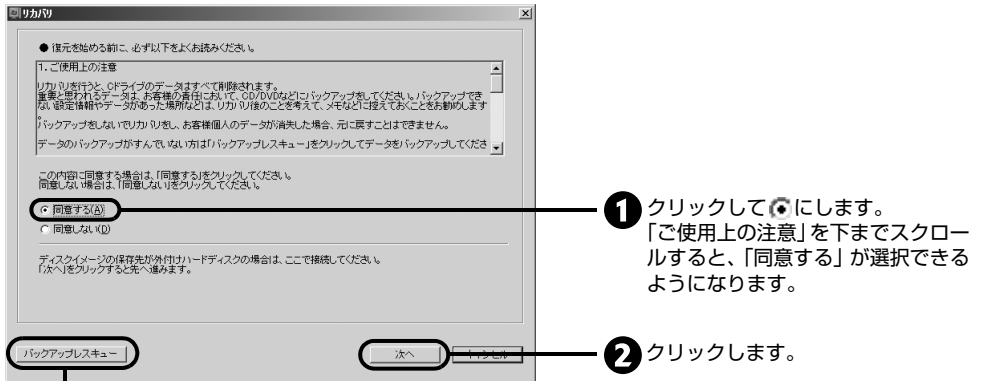 リカバリ
● 復元を始める前に、必ず以下をよくお読みください。
1. ご使用上の注意
リカバリを行うと、Cドライブのデータはすべて削除されます。
重要と思われるデータは、お客様の責任において、CD/DVDなどにバックアップをしてください。バックアップでき
ない設定情報やデータがあった場所などは、リカバリ後のことを考えて、メモなどに控えておくことをお勧めします
。
バックアップをしないでリカバリをし、お客様個人のデータが消失した場合、元に戻すことはできません。
データのバックアップがすんでいない方は「バックアップレスキュー」をクリックしてデータをバックアップしてくださ
この内容に同意する場合は、「同意する」をクリックしてください。
同意しない場合は、「同意しない」をクリックしてください。
同意する(A)
同意しない(D)
ディスクイメージの保存先が外付けハードディスクの場合は、ここで接続してください。
「次へ」をクリックすると先へ進みます。
バックアップレスキュー
次へ
キャンセル
1 クリックして にします。
「ご使用上の注意」を下までスクロー
ルすると、「同意する」が選択できる
ようになります。
2 クリックします。